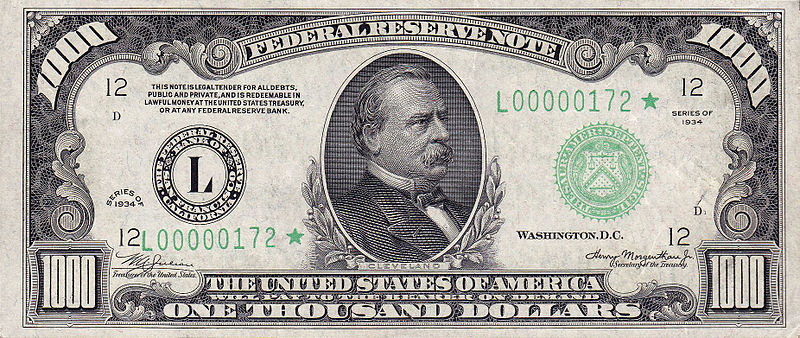 1000
FEDERAL RESERVE NOTE
1000
12
D
THIS NOTE IS LEGAL TENDER FOR ALL DEBTS,
PUBLIC AND PRIVATE, AND IS REDEEMABLE IN
LAWFUL MONEY AT THE UNITED STATES TREASURY,
OR AT ANY FEDERAL RESERVE BANK.
L00000172 ★
12
SERIES OF
1934
FEDERAL RESERVE
BANK OF
SAN FRANCISCO
CALIFORNIA
L
SERIES OF
1934
D
WASHINGTON, D.C.
12
L00000172 ★
12
Treasurer of the United States.
Henry Morgenthau Jr.
Secretary of the Treasury.
CLEVELAND
1000
THE UNITED STATES OF AMERICA
WILL PAY TO THE BEARER ON DEMAND
ONE THOUSAND DOLLARS
1000